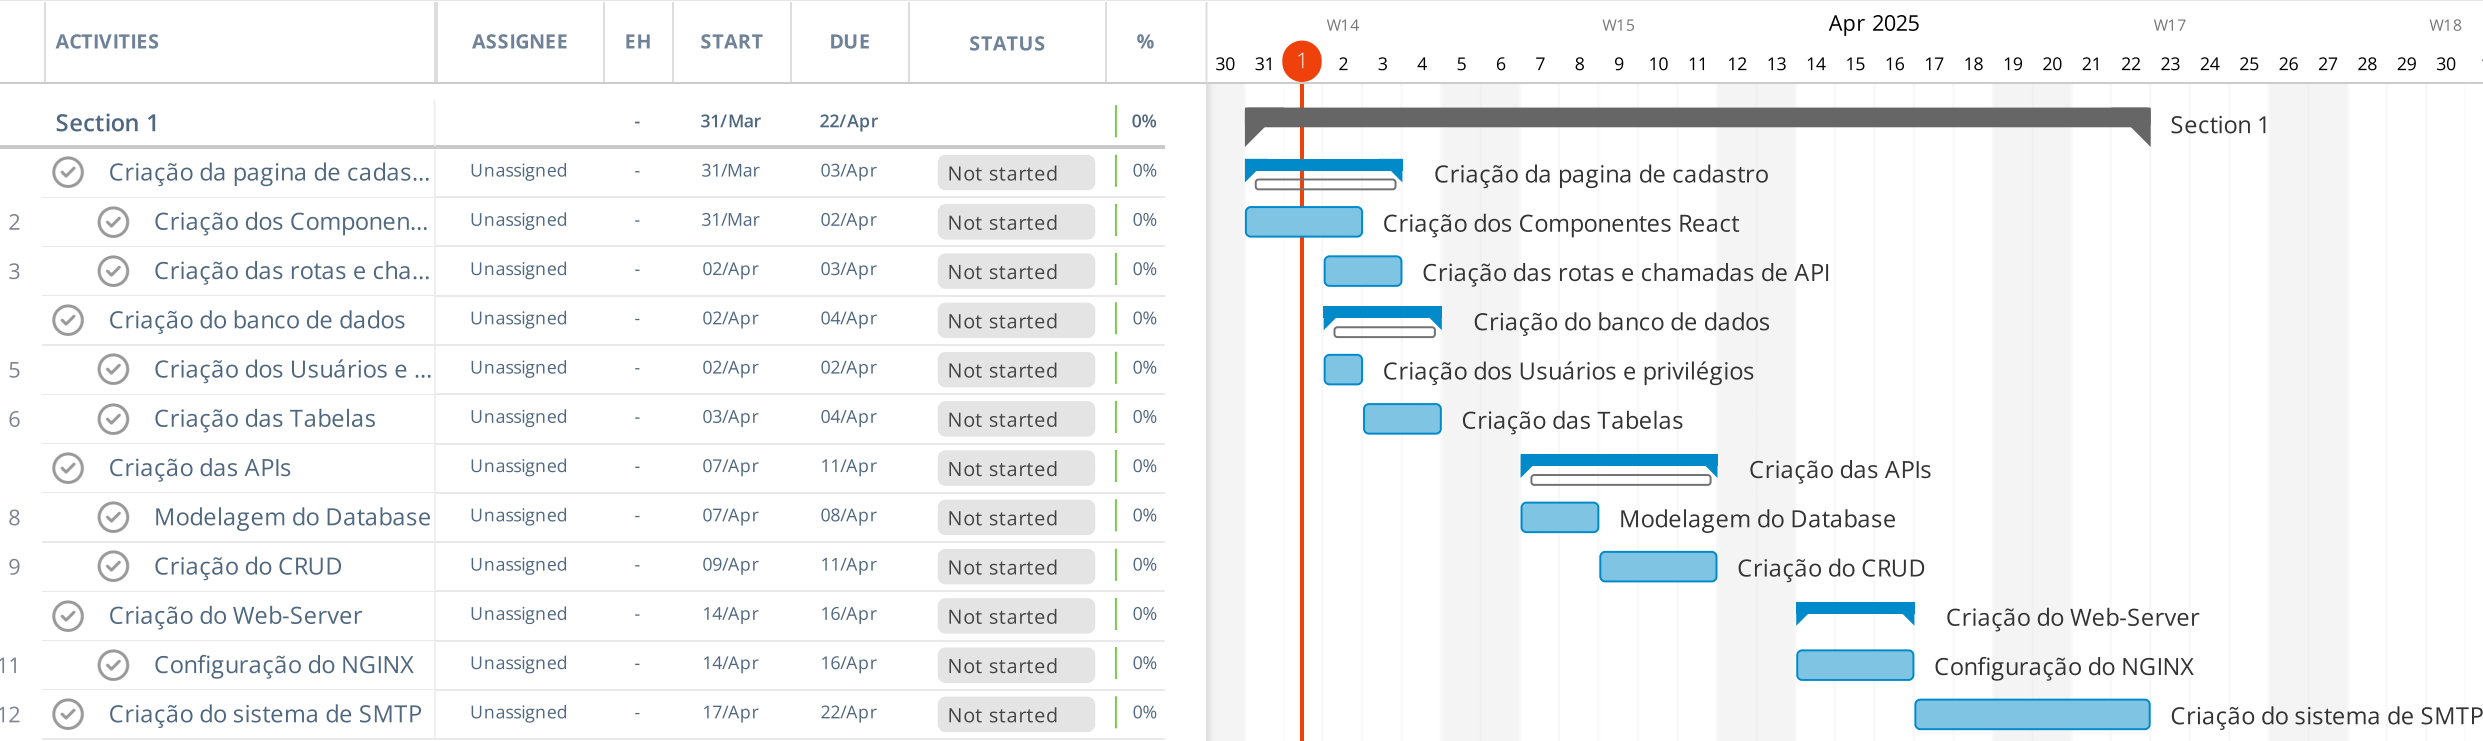 ACTIVITIES ASSIGNEE EH START DUE STATUS %
W14 W15 Apr 2025 W17 W18
30 31 1 2 3 4 5 6 7 8 9 10 11 12 13 14 15 16 17 18 19 20 21 22 23 24 25 26 27 28 29 30
Section 1 - 31/Mar 22/Apr 0% Section 1
Criação da pagina de cadas... Unassigned - 31/Mar 03/Apr Not started 0% Criação da pagina de cadastro
2 Criação dos Componen... Unassigned - 31/Mar 02/Apr Not started 0% Criação dos Componentes React
3 Criação das rotas e cha... Unassigned - 02/Apr 03/Apr Not started 0% Criação das rotas e chamadas de API
Criação do banco de dados Unassigned - 02/Apr 04/Apr Not started 0% Criação do banco de dados
5 Criação dos Usuários e ... Unassigned - 02/Apr 02/Apr Not started 0% Criação dos Usuários e privilégios
6 Criação das Tabelas Unassigned - 03/Apr 04/Apr Not started 0% Criação das Tabelas
Criação das APIs Unassigned - 07/Apr 11/Apr Not started 0% Criação das APIs
8 Modelagem do Database Unassigned - 07/Apr 08/Apr Not started 0% Modelagem do Database
9 Criação do CRUD Unassigned - 09/Apr 11/Apr Not started 0% Criação do CRUD
Criação do Web-Server Unassigned - 14/Apr 16/Apr Not started 0% Criação do Web-Server
11 Configuração do NGINX Unassigned - 14/Apr 16/Apr Not started 0% Configuração do NGINX
12 Criação do sistema de SMTP Unassigned - 17/Apr 22/Apr Not started 0% Criação do sistema de SMTP